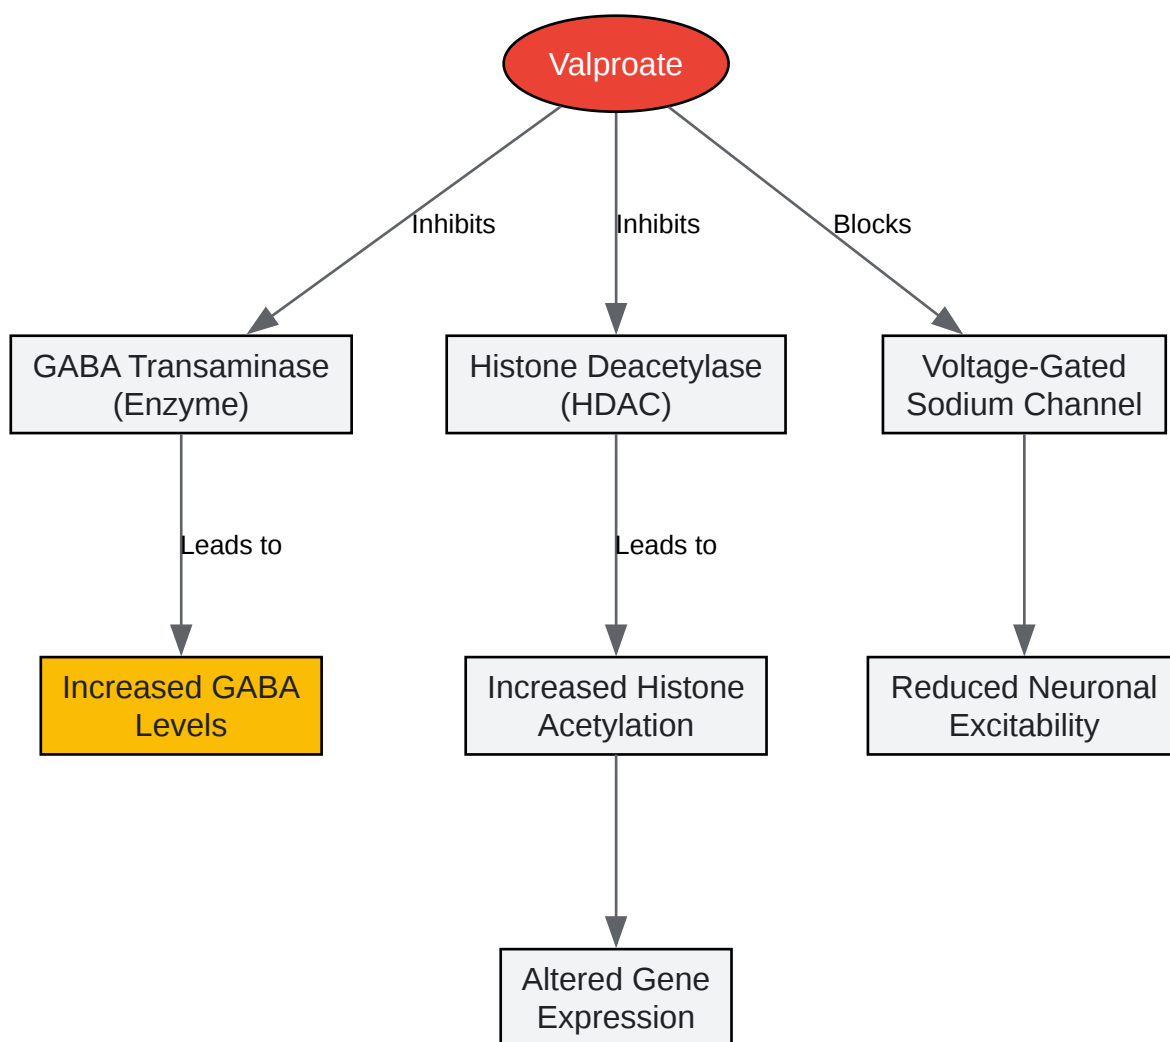 Valproate
Inhibits
Inhibits
Blocks
GABA Transaminase
(Enzyme)
Histone Deacetylase
(HDAC)
Voltage-Gated
Sodium Channel
Leads to
Leads to
Increased GABA
Levels
Increased Histone
Acetylation
Reduced Neuronal
Excitability
Altered Gene
Expression